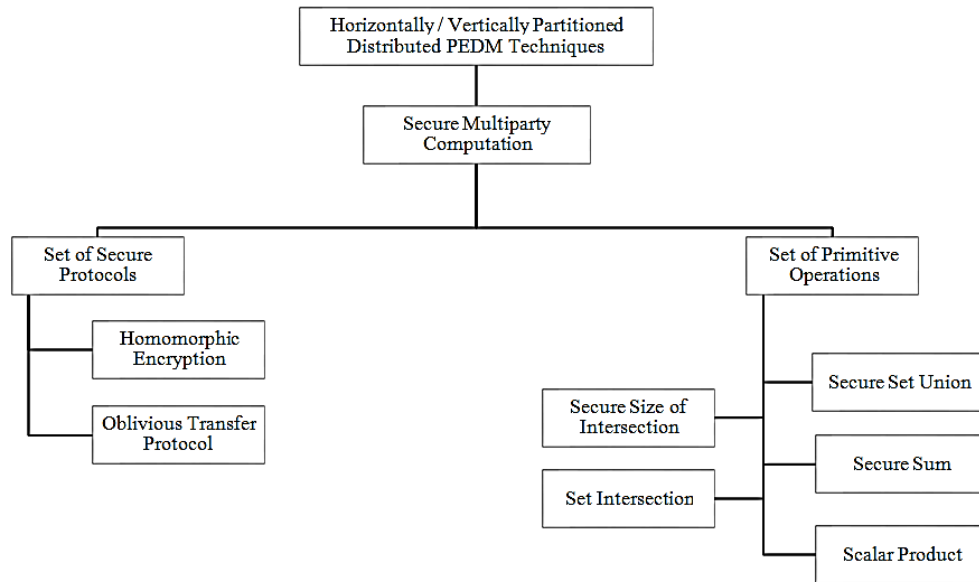 Horizontally / Vertically Partitioned
Distributed PEDM Techniques
Secure Multiparty
Computation
Set of Secure
Protocols
Homomorphic
Encryption
Oblivious Transfer
Protocol
Set of Primitive
Operations
Secure Set Union
Secure Size of
Intersection
Secure Sum
Set Intersection
Scalar Product